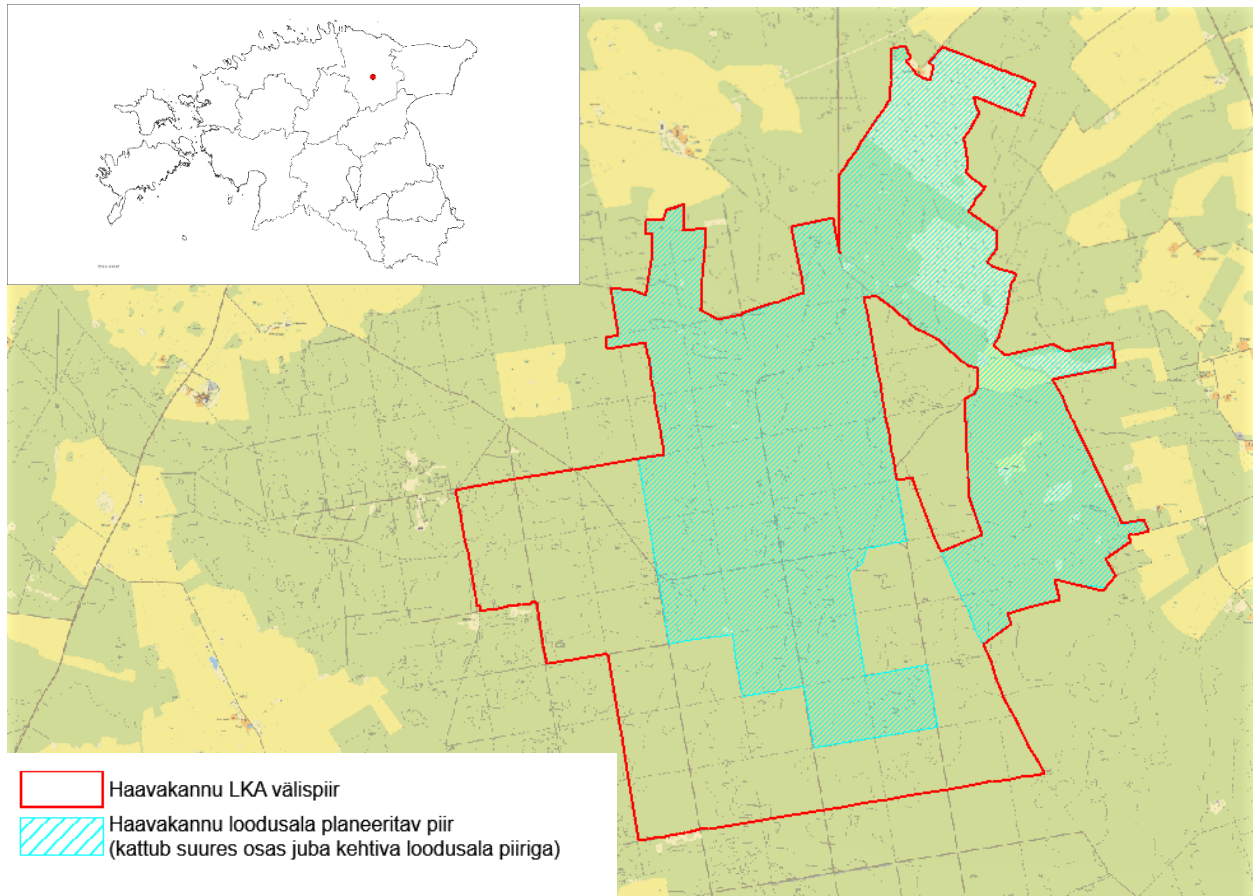 Haavakannu LKA välispiir
Haavakannu loodusala planeeritav piir
(kattub suures osas juba kehtiva loodusala piiriga)